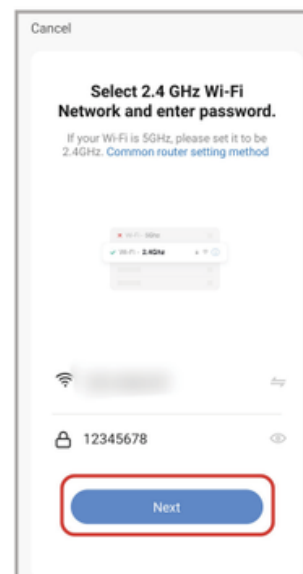 Cancel
Select 2.4 GHz Wi-Fi
Network and enter password.
If your Wi-Fi is 5GHz, please set it to be
2.4GHz. Common router setting method
Wi-Fi - 5Ghz
Wi-Fi - 2.4Ghz
12345678
Next